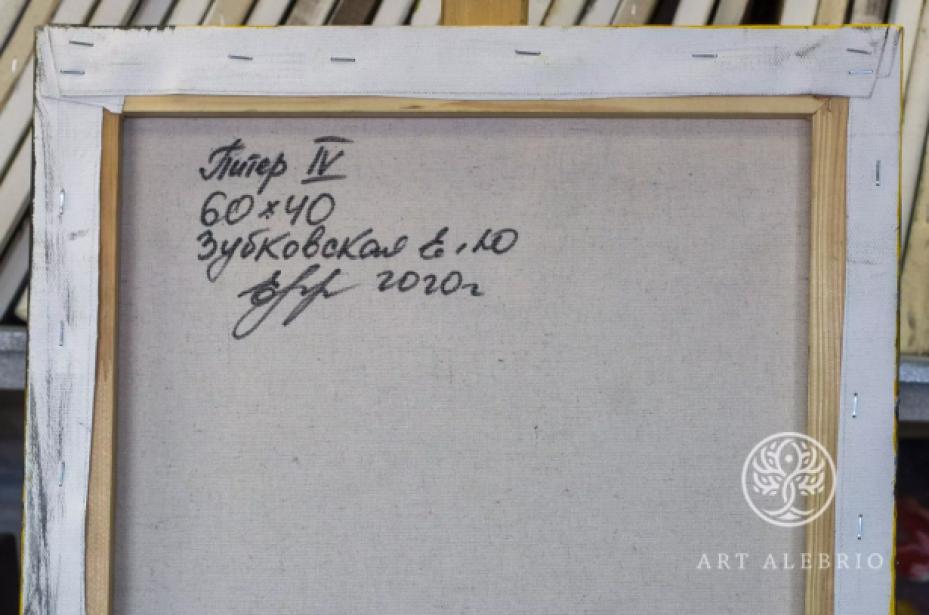 Питер IV
60×40
Зубковская Е.Ю
2020г
ART ALEBRIO